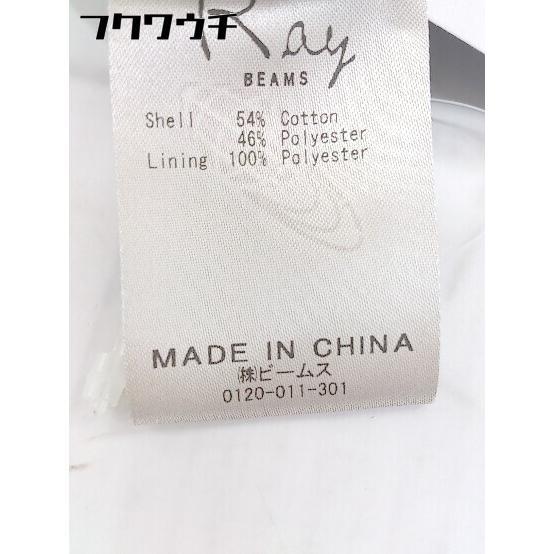 フクワウチ
Ray
BEAMS
Shell 54% Cotton
46% Polyester
Lining 100% Polyester
MADE IN CHINA
㈱ビームス
0120-011-301